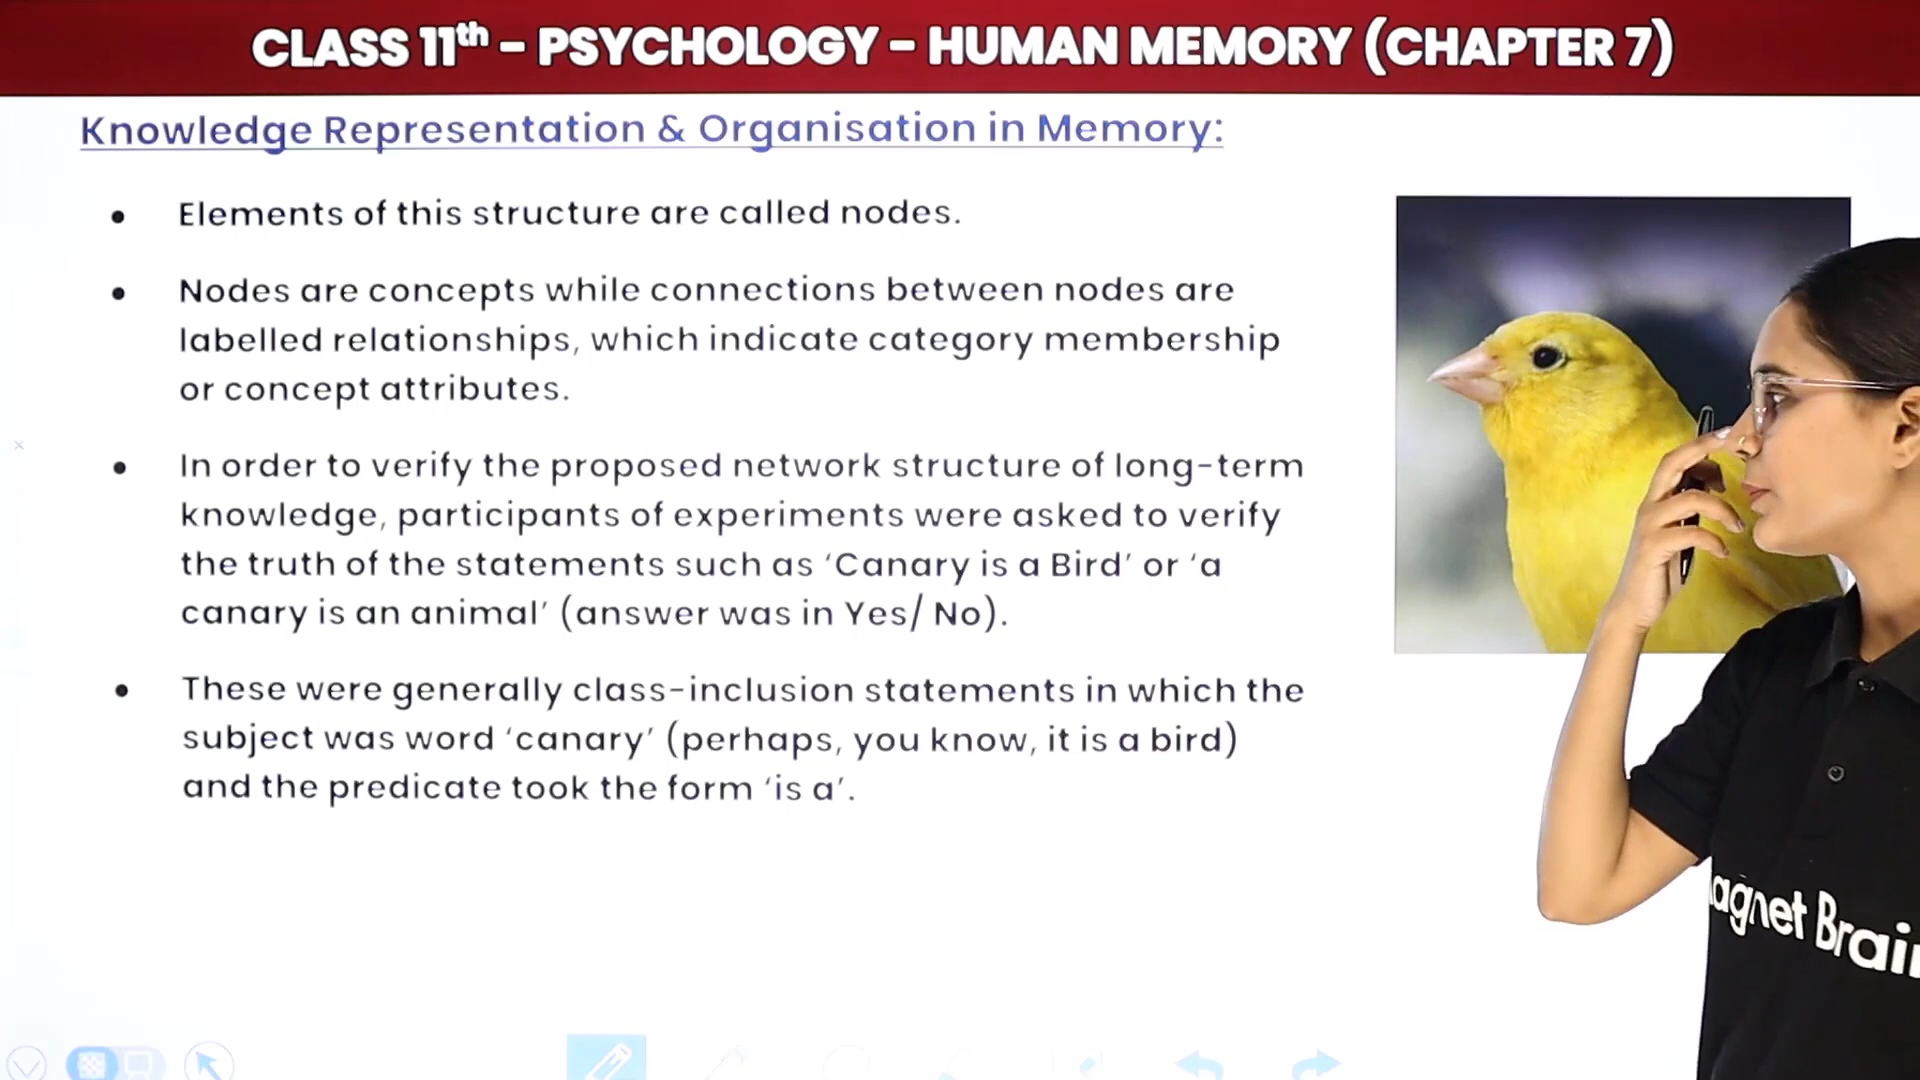 CLASS 11th – PSYCHOLOGY – HUMAN MEMORY (CHAPTER 7)
Knowledge Representation & Organisation in Memory:
• Elements of this structure are called nodes.
• Nodes are concepts while connections between nodes are
labelled relationships, which indicate category membership
or concept attributes.
• In order to verify the proposed network structure of long-term
knowledge, participants of experiments were asked to verify
the truth of the statements such as ‘Canary is a Bird’ or ‘a
canary is an animal’ (answer was in Yes/ No).
• These were generally class-inclusion statements in which the
subject was word ‘canary’ (perhaps, you know, it is a bird)
and the predicate took the form ‘is a’.
agnet Brain